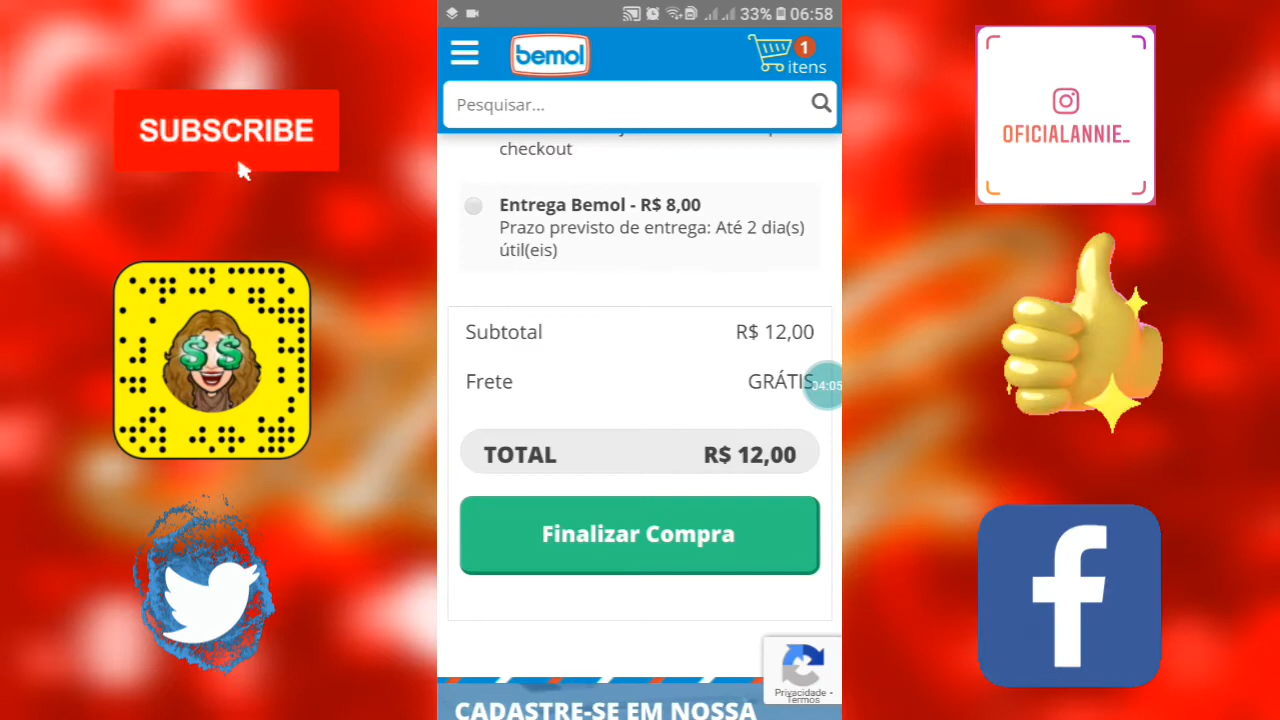 33% 06:58
SUBSCRIBE
bemol
1
itens
Pesquisar...
checkout
Entrega Bemol - R$ 8,00
Prazo previsto de entrega: Até 2 dia(s)
útil(eis)
Subtotal R$ 12,00
Frete GRÁTIS
04:05
TOTAL R$ 12,00
Finalizar Compra
Privacidade -
Termos
CADASTRE-SE EM NOSSA
OFICIALANNIE_
$ $
f